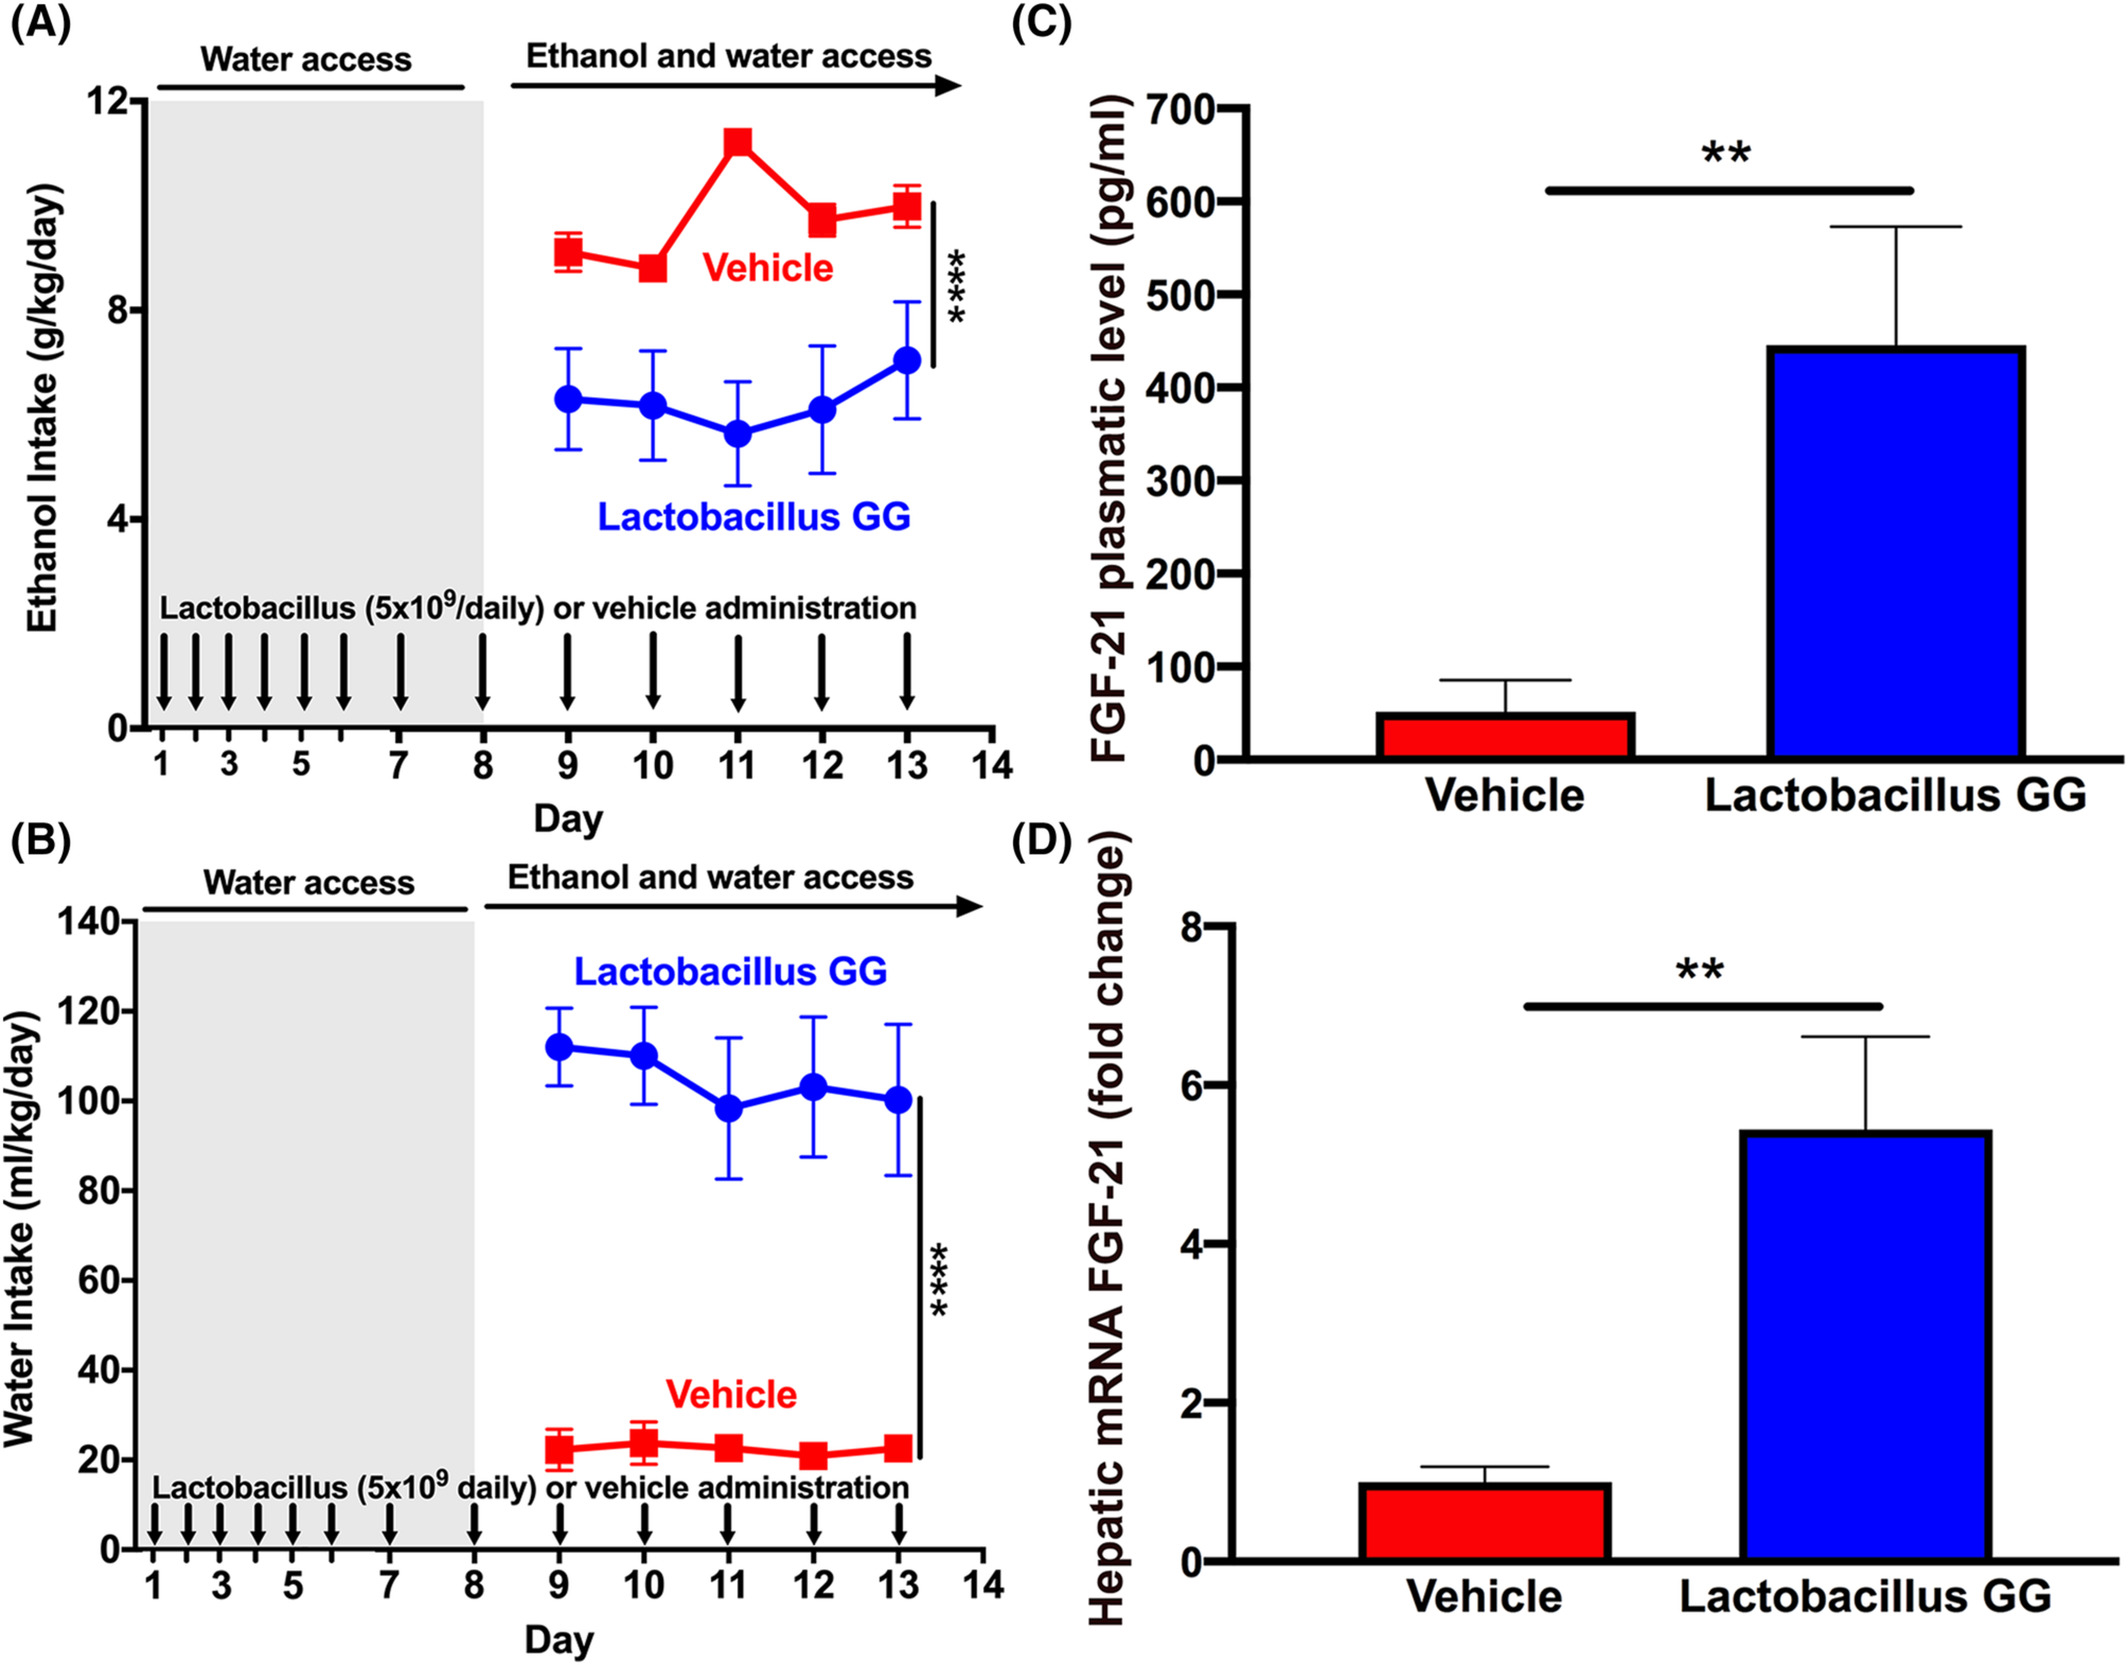 (A)
Water access
Ethanol and water access
Ethanol Intake (g/kg/day)
12
8
4
0
Vehicle
****
Lactobacillus GG
Lactobacillus (5x10⁹/daily) or vehicle administration
1 3 5 7 8 9 10 11 12 13 14
Day
(B)
Water access
Ethanol and water access
Water Intake (ml/kg/day)
140
120
100
80
60
40
20
0
Lactobacillus GG
****
Vehicle
Lactobacillus (5x10⁹ daily) or vehicle administration
1 3 5 7 8 9 10 11 12 13 14
Day
(C)
FGF-21 plasmatic level (pg/ml)
700
600
500
400
300
200
100
0
**
Vehicle Lactobacillus GG
(D)
Hepatic mRNA FGF-21 (fold change)
8
6
4
2
0
**
Vehicle Lactobacillus GG